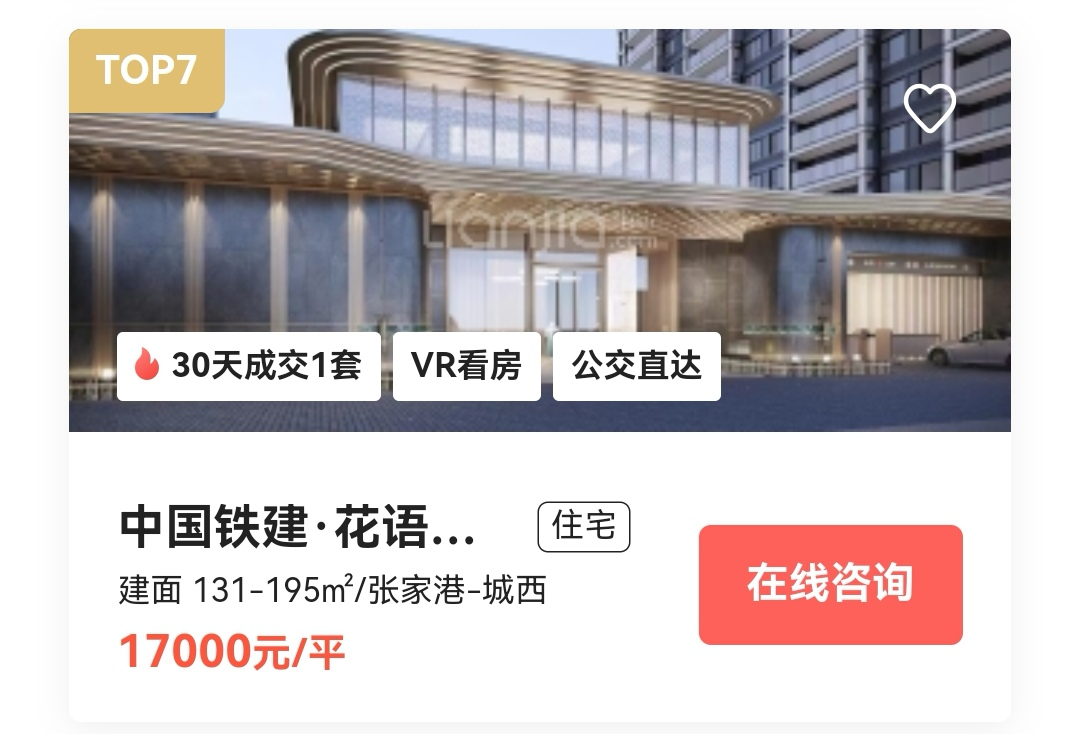 TOP7
Lianjia
.com
30天成交1套
VR看房
公交直达
中国铁建·花语...
住宅
建面 131-195㎡/张家港-城西
17000元/平
在线咨询